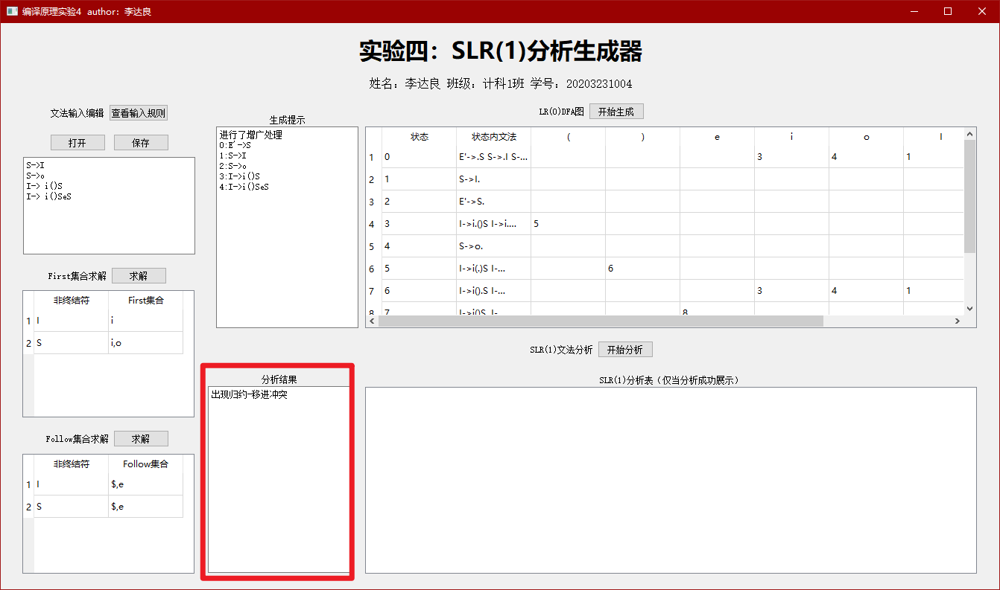 编译原理实验4 author: 李达良
实验四：SLR(1)分析生成器
姓名：李达良 班级：计科1班 学号：20203231004
文法输入编辑 查看输入规则
打开 保存
S->I
S->o
I-> i()S
I-> i()SeS
First集合求解 求解
非终结符 First集合
1 I i
2 S i,o
Follow集合求解 求解
非终结符 Follow集合
1 I $,e
2 S $,e
生成提示
进行了增广处理
0:E'->S
1:S->I
2:S->o
3:I->i()S
4:I->i()SeS
分析结果
出现归约-移进冲突
LR(0)DFA图 开始生成
状态 状态内文法 ( ) e i o I
1 0 E'->.S S->.I S-... 3 4 1
2 1 S->I.
3 2 E'->S.
4 3 I->i.()S I->i.... 5
5 4 S->o.
6 5 I->i(.)S I-... 6
7 6 I->i().S I-... 3 4 1
8 7 I->i()S. I-... 8
SLR(1)文法分析 开始分析
SLR(1)分析表（仅当分析成功展示）